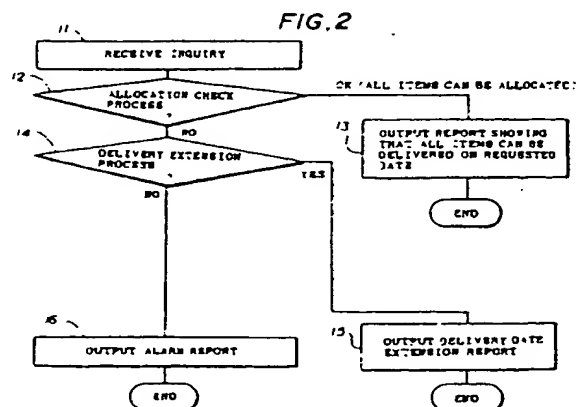 FIG. 2
11
RECEIVE INQUIRY
12
ALLOCATION CHECK
PROCESS
OK (ALL ITEMS CAN BE ALLOCATED)
NO
13
OUTPUT REPORT SHOWING
THAT ALL ITEMS CAN BE
DELIVERED ON REQUESTED
DATE
END
14
DELIVERY EXTENSION
PROCESS
YES
NO
16
OUTPUT ALARM REPORT
END
15
OUTPUT DELIVERY DATE
EXTENSION REPORT
END